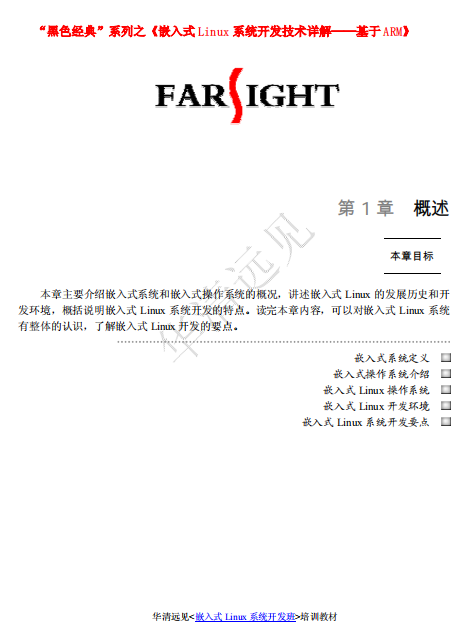 “黑色经典”系列之《嵌入式 Linux 系统开发技术详解——基于 ARM》
FARSIGHT
第 1 章 概述
本章目标
本章主要介绍嵌入式系统和嵌入式操作系统的概况，讲述嵌入式 Linux 的发展历史和开
发环境，概括说明嵌入式 Linux 系统开发的特点。读完本章内容，可以对嵌入式 Linux 系统
有整体的认识，了解嵌入式 Linux 开发的要点。
嵌入式系统定义
嵌入式操作系统介绍
嵌入式 Linux 操作系统
嵌入式 Linux 开发环境
嵌入式 Linux 系统开发要点
华清远见
华清远见<嵌入式 Linux 系统开发班>培训教材